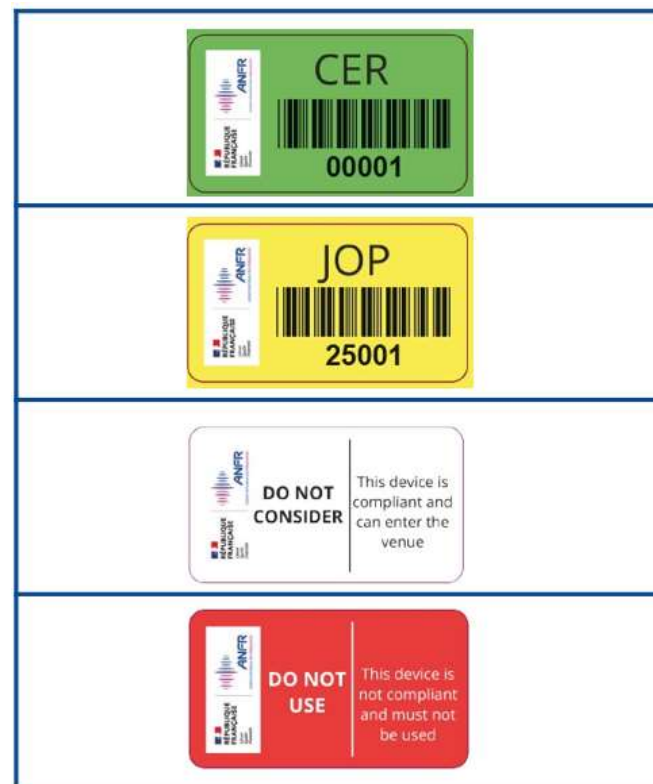 CER
ANFR
RÉPUBLIQUE
FRANÇAISE
00001
JOP
ANFR
RÉPUBLIQUE
FRANÇAISE
25001
ANFR
RÉPUBLIQUE
FRANÇAISE
DO NOT
CONSIDER
This device is
compliant and
can enter the
venue
ANFR
RÉPUBLIQUE
FRANÇAISE
DO NOT
USE
This device is
not compliant
and must not
be used